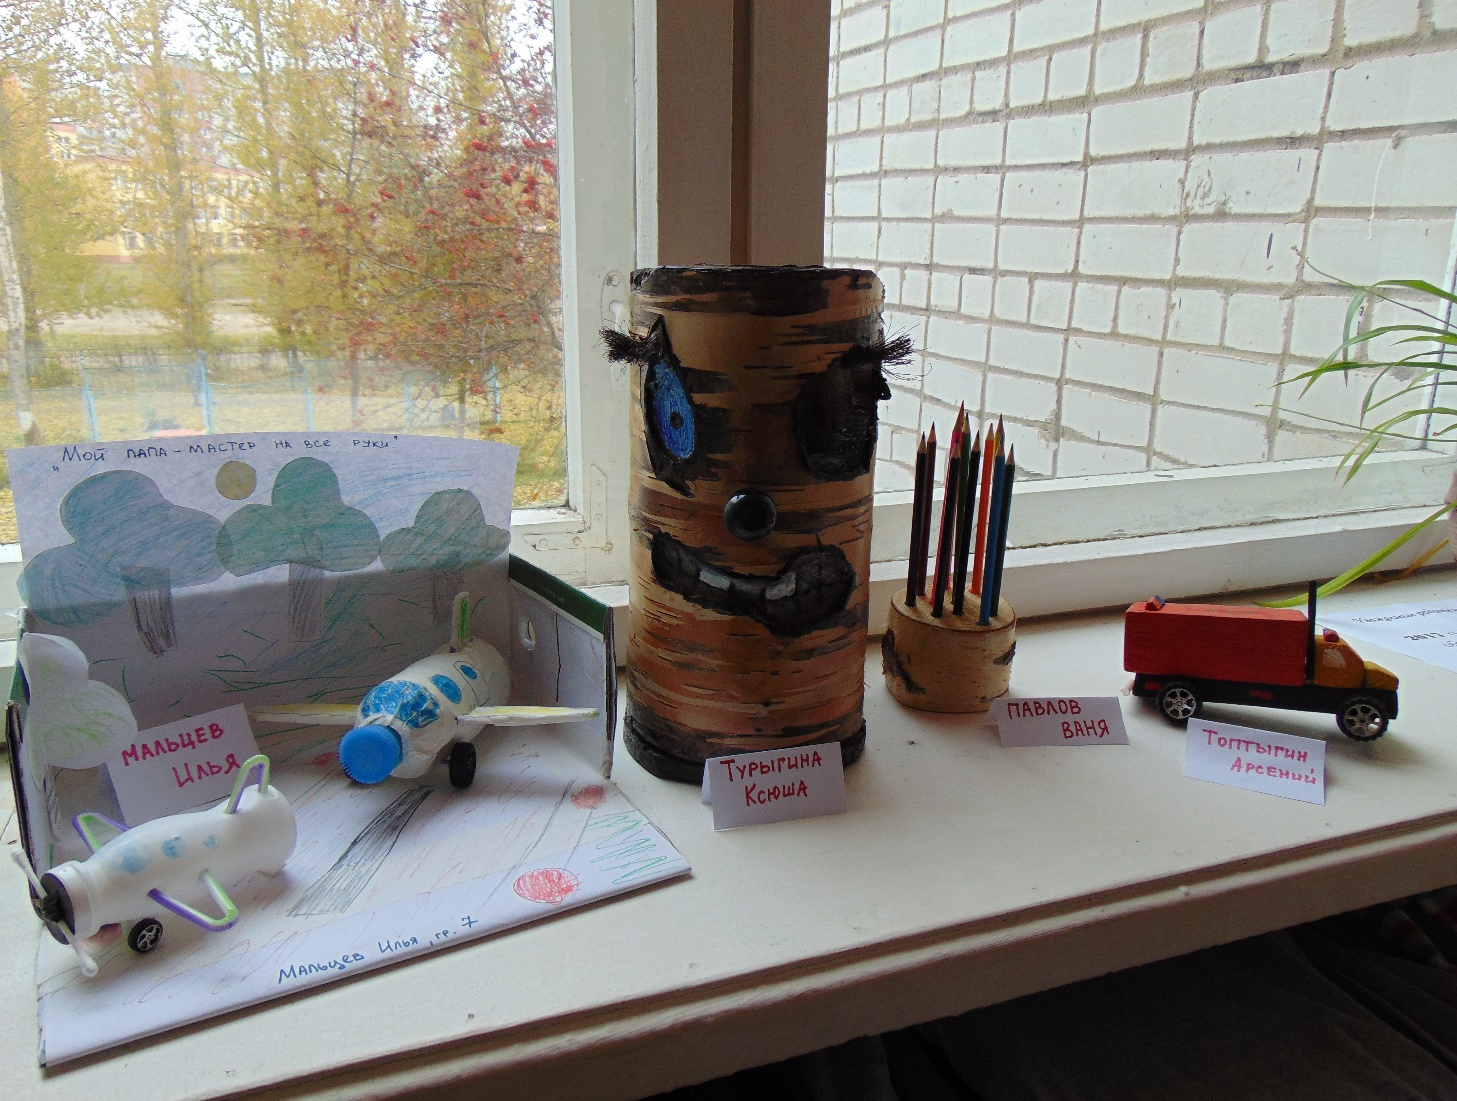 "Мой папа - мастер на все руки"
Мальцев
Илья
Мальцев Илья, гр. 7
Турыгина
Ксюша
Павлов
Ваня
Топтыгин
Арсений